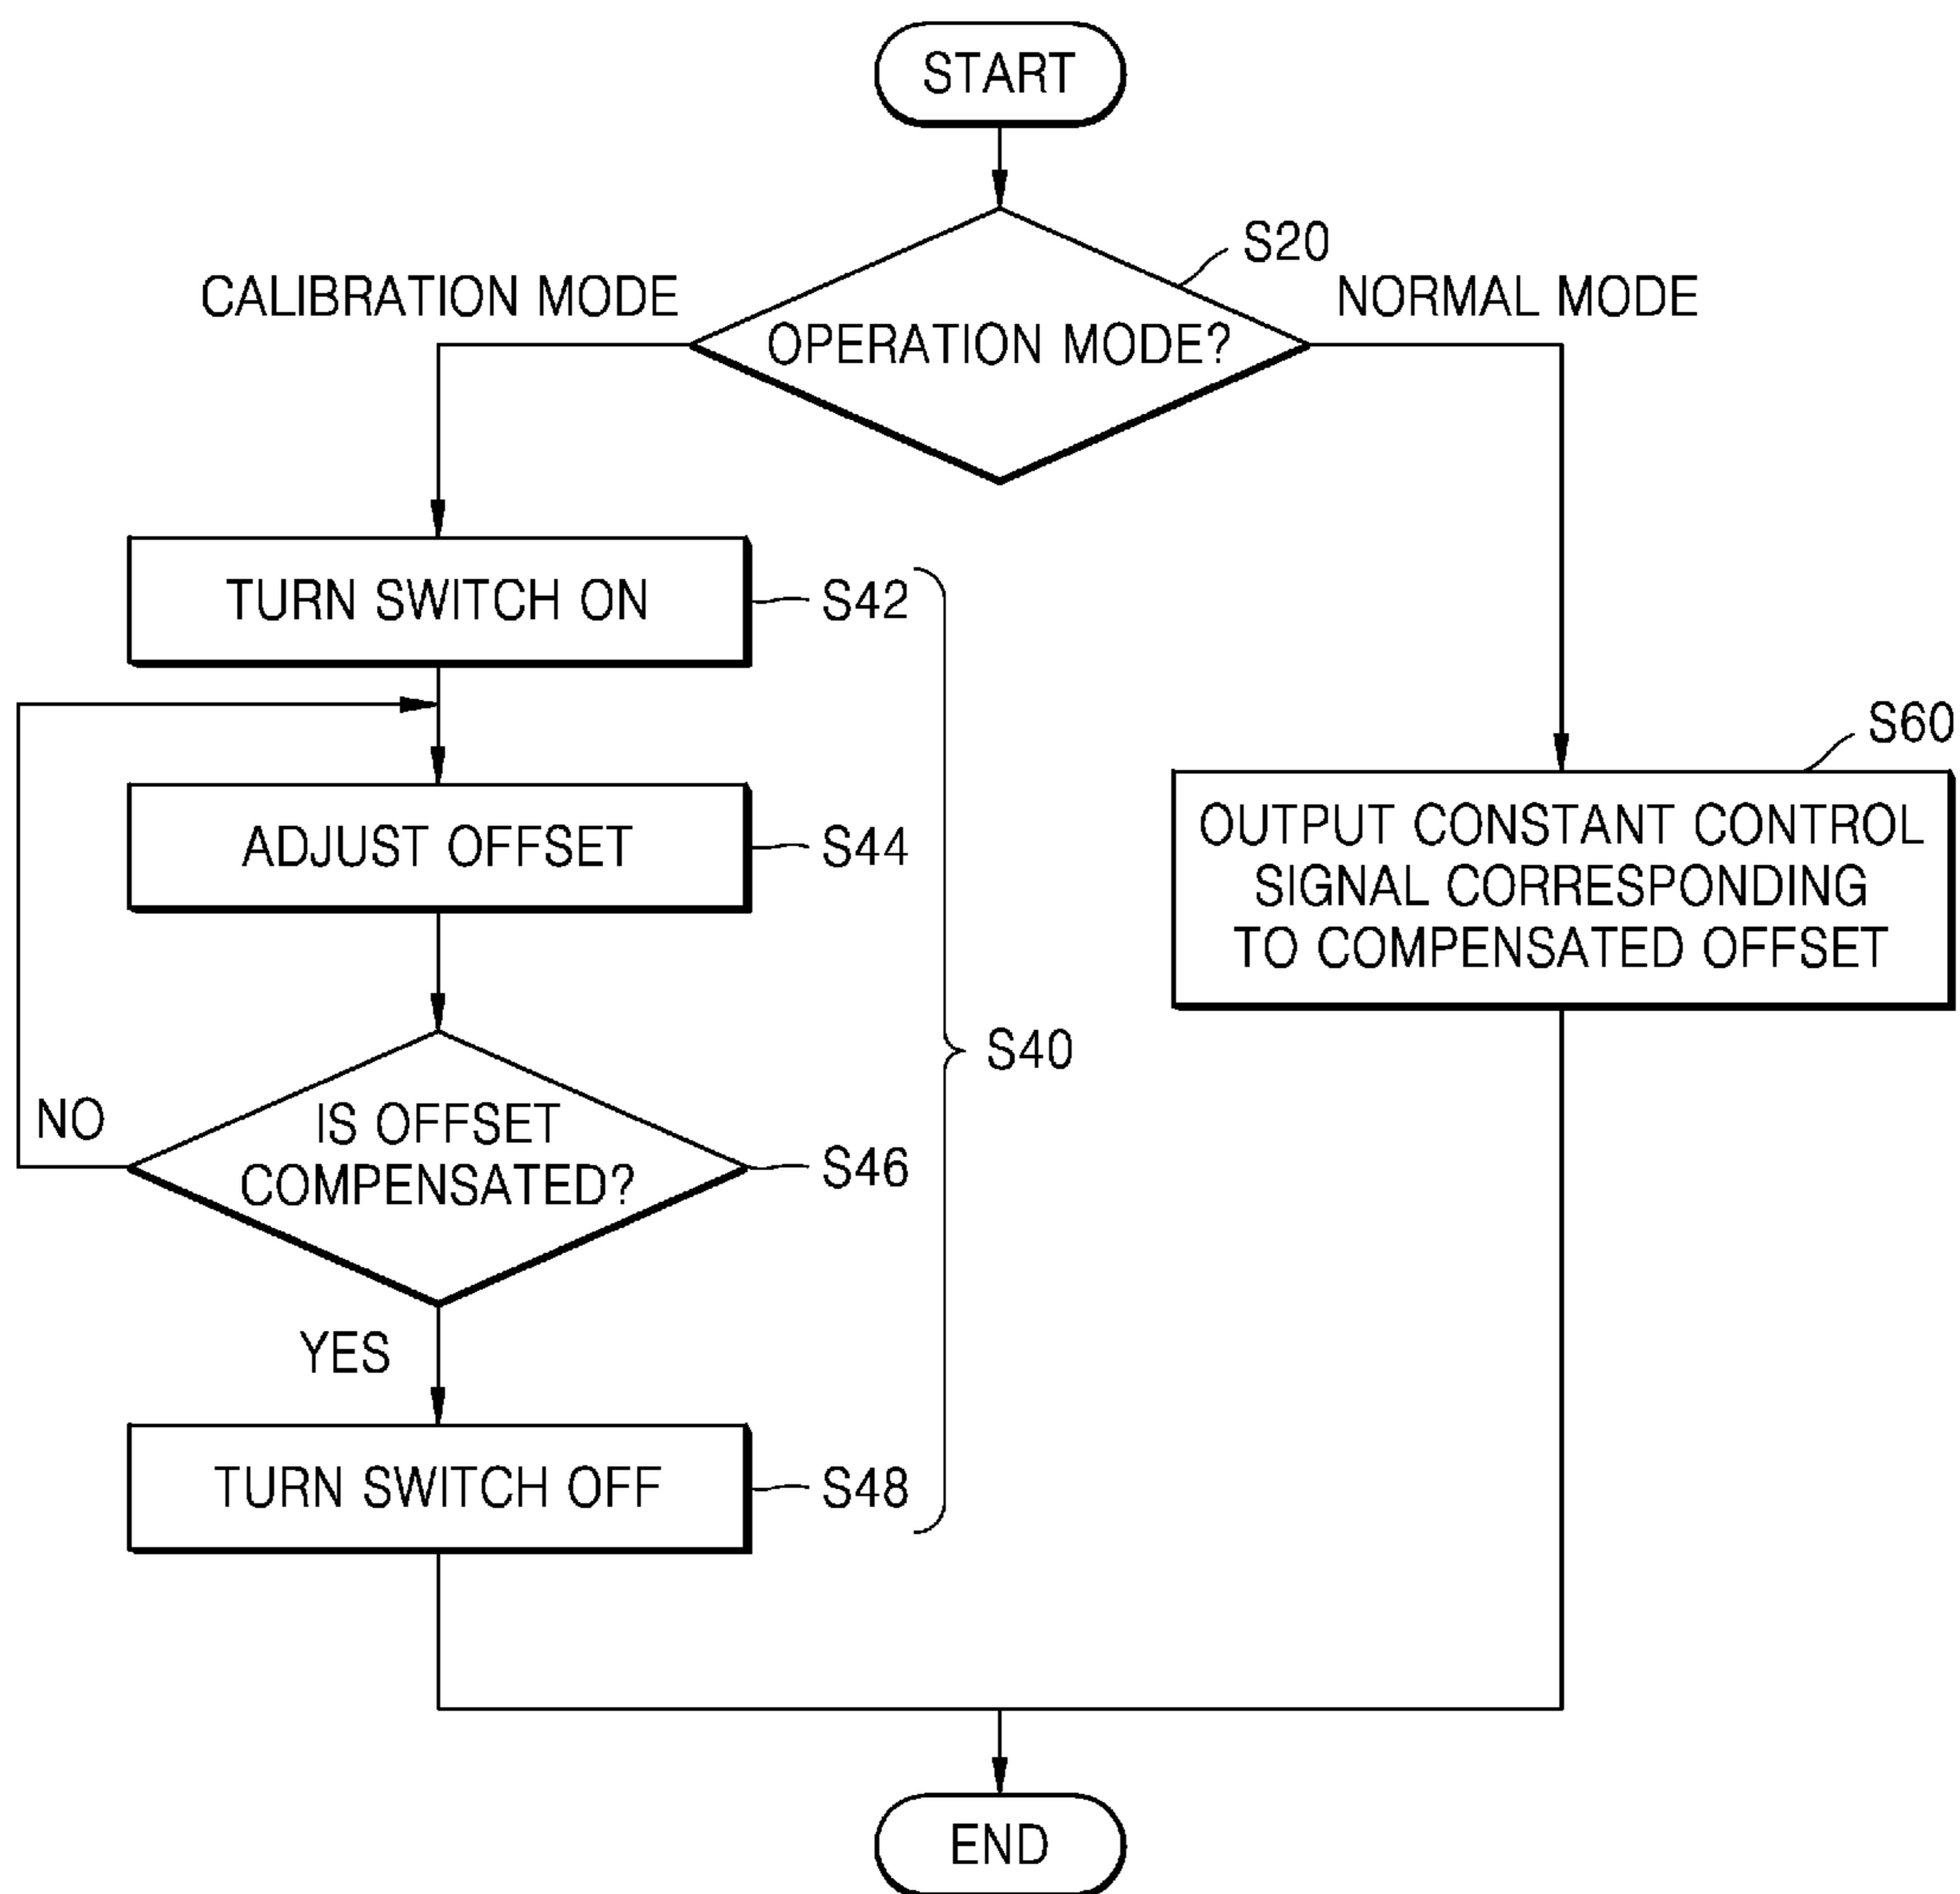 START
S20
CALIBRATION MODE
NORMAL MODE
OPERATION MODE?
TURN SWITCH ON
S42
ADJUST OFFSET
S44
S60
OUTPUT CONSTANT CONTROL
SIGNAL CORRESPONDING
TO COMPENSATED OFFSET
S40
NO
IS OFFSET
COMPENSATED?
S46
YES
TURN SWITCH OFF
S48
END